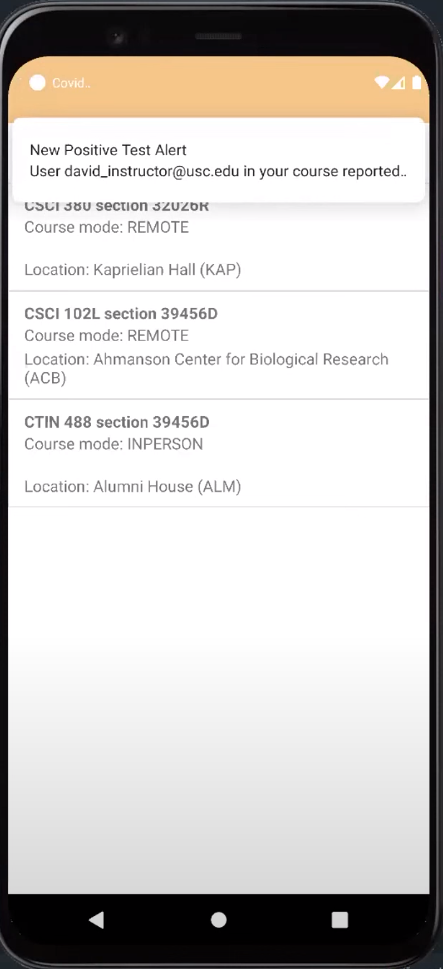 Covid..
New Positive Test Alert
User david_instructor@usc.edu in your course reported..
CSCI 380 section 32026R
Course mode: REMOTE
Location: Kaprielian Hall (KAP)
CSCI 102L section 39456D
Course mode: REMOTE
Location: Ahmanson Center for Biological Research
(ACB)
CTIN 488 section 39456D
Course mode: INPERSON
Location: Alumni House (ALM)